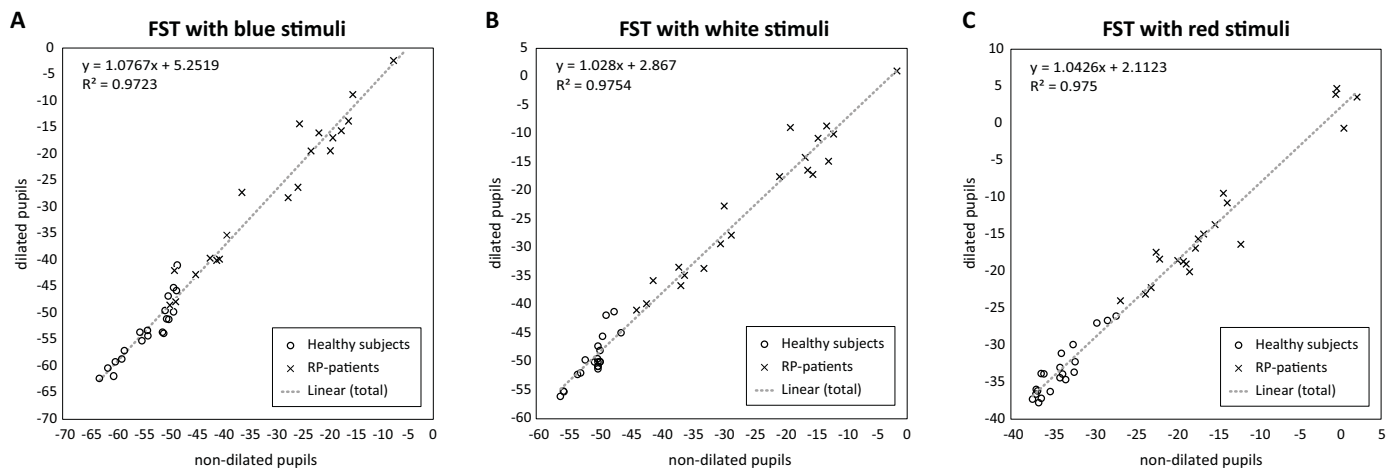 A
FST with blue stimuli
y = 1.0767x + 5.2519
R² = 0.9723
0
-5
-10
-15
-20
-25
-30
-35
-40
-45
-50
-55
-60
-65
-70
dilated pupils
Healthy subjects
RP-patients
Linear (total)
-70 -65 -60 -55 -50 -45 -40 -35 -30 -25 -20 -15 -10 -5 0
non-dilated pupils
B
FST with white stimuli
y = 1.028x + 2.867
R² = 0.9754
5
0
-5
-10
-15
-20
-25
-30
-35
-40
-45
-50
-55
-60
dilated pupils
Healthy subjects
RP-patients
Linear (total)
-60 -55 -50 -45 -40 -35 -30 -25 -20 -15 -10 -5 0
non-dilated pupils
C
FST with red stimuli
y = 1.0426x + 2.1123
R² = 0.975
10
5
0
-5
-10
-15
-20
-25
-30
-35
-40
dilated pupils
Healthy subjects
RP-patients
Linear (total)
-40 -35 -30 -25 -20 -15 -10 -5 0 5
non-dilated pupils